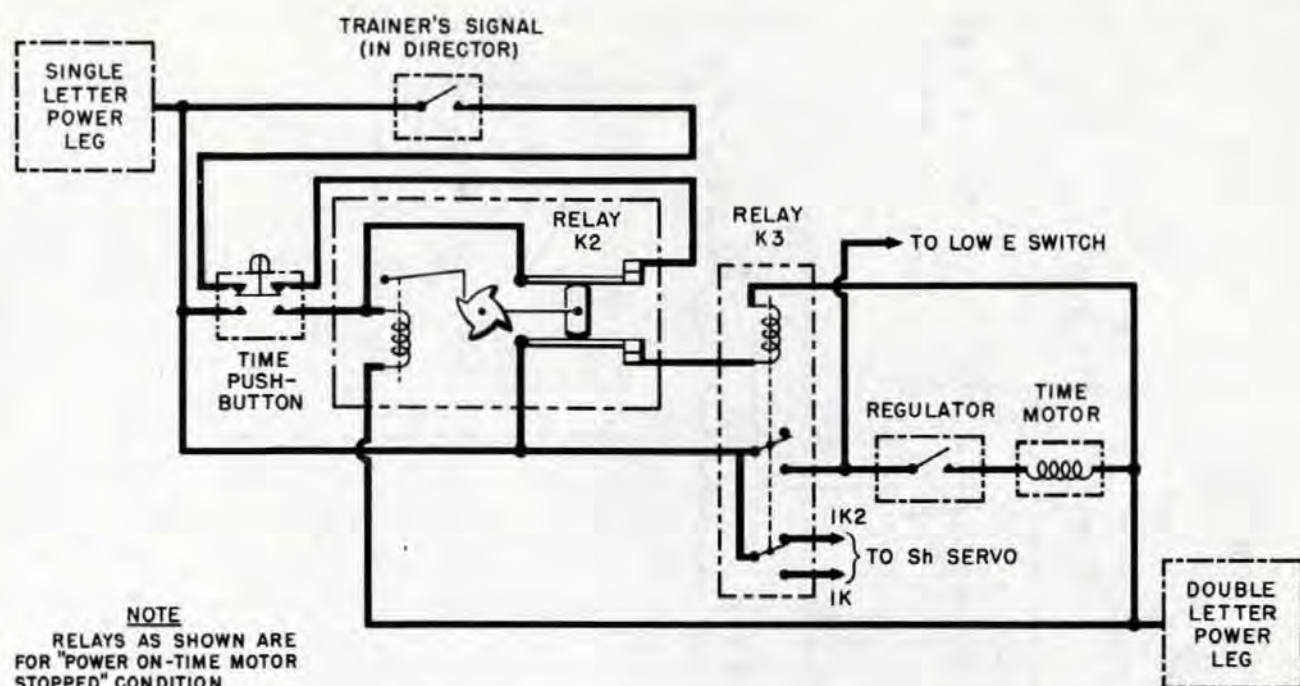 TRAINER'S SIGNAL
(IN DIRECTOR)
SINGLE
LETTER
POWER
LEG
RELAY
K2
RELAY
K3
TO LOW E SWITCH
TIME
PUSH-
BUTTON
REGULATOR
TIME
MOTOR
IK2
TO Sh SERVO
IK
DOUBLE
LETTER
POWER
LEG
NOTE
RELAYS AS SHOWN ARE
FOR "POWER ON-TIME MOTOR
STOPPED" CONDITION